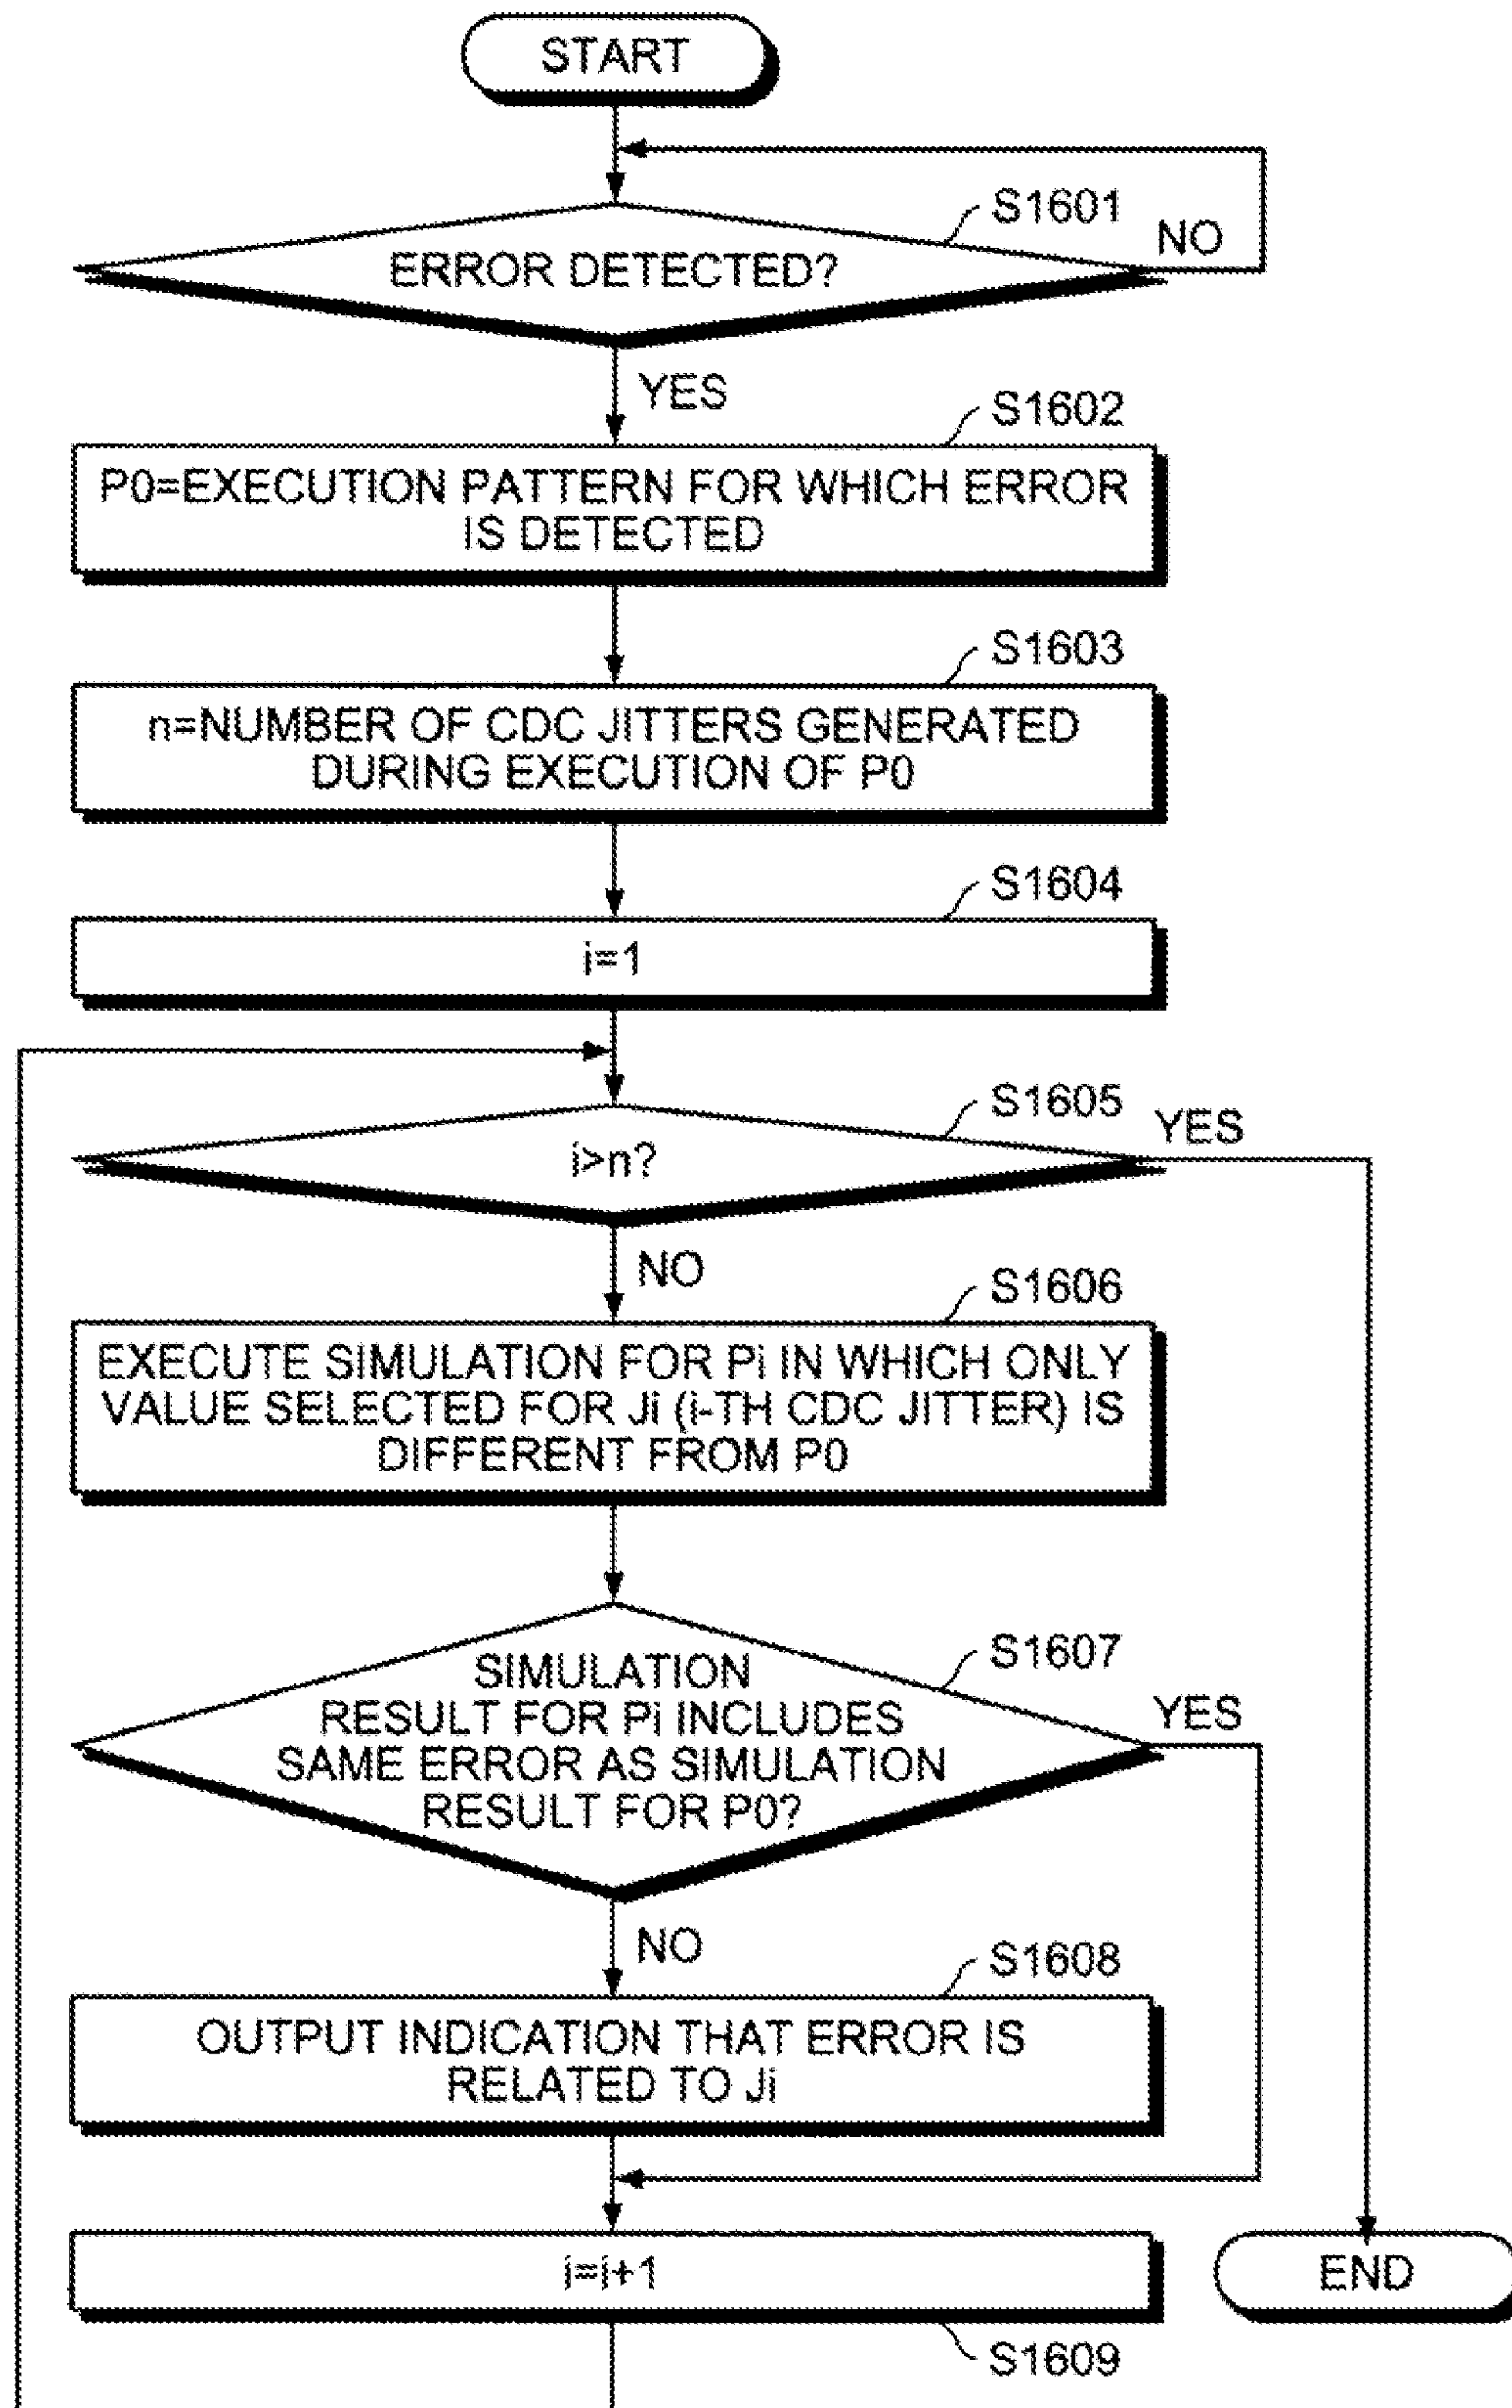 START
S1601
NO
ERROR DETECTED?
YES
S1602
P0=EXECUTION PATTERN FOR WHICH ERROR
IS DETECTED
S1603
n=NUMBER OF CDC JITTERS GENERATED
DURING EXECUTION OF P0
S1604
i=1
S1605
YES
i>n?
NO
S1606
EXECUTE SIMULATION FOR Pi IN WHICH ONLY
VALUE SELECTED FOR Ji (i-TH CDC JITTER) IS
DIFFERENT FROM P0
S1607
YES
SIMULATION
RESULT FOR Pi INCLUDES
SAME ERROR AS SIMULATION
RESULT FOR P0?
NO
S1608
OUTPUT INDICATION THAT ERROR IS
RELATED TO Ji
i=i+1
END
S1609